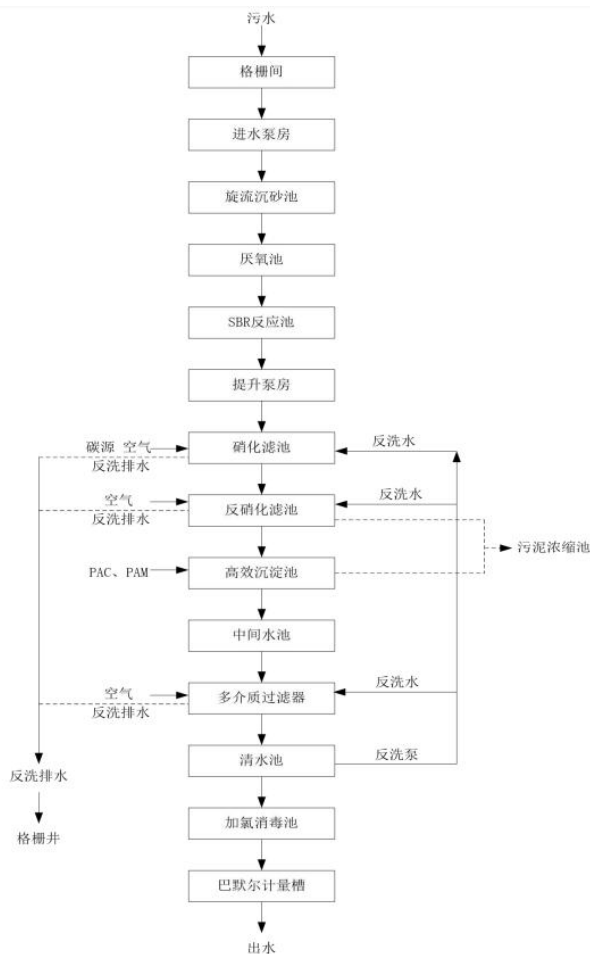 污水
格栅间
进水泵房
旋流沉砂池
厌氧池
SBR反应池
提升泵房
碳源 空气
硝化滤池
反洗水
反洗排水
空气
反硝化滤池
反洗水
反洗排水
污泥浓缩池
PAC、PAM
高效沉淀池
中间水池
空气
多介质过滤器
反洗水
反洗排水
清水池
反洗泵
反洗排水
加氯消毒池
格栅井
巴默尔计量槽
出水